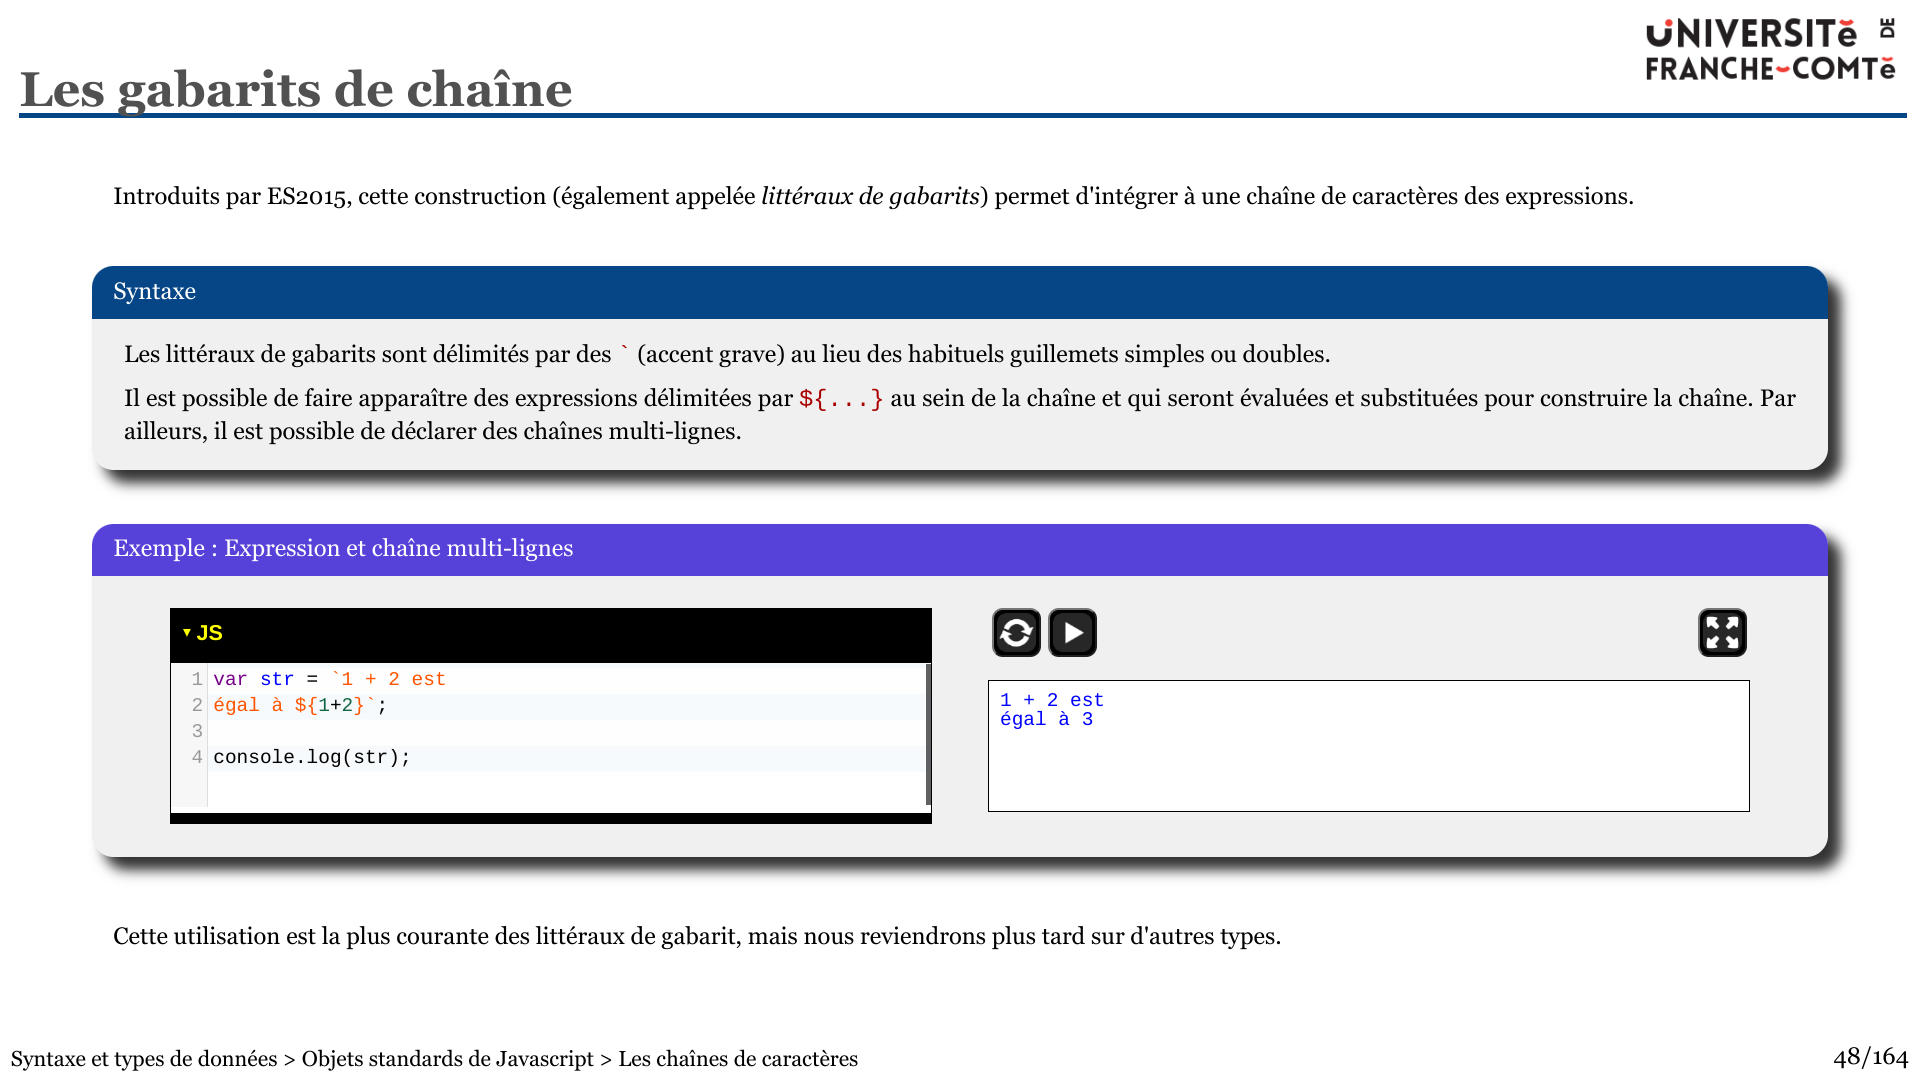 UNIVERSITĕ DE
FRANCHE-COMTĕ
Les gabarits de chaîne
Introduits par ES2015, cette construction (également appelée littéraux de gabarits) permet d'intégrer à une chaîne de caractères des expressions.
Syntaxe
Les littéraux de gabarits sont délimités par des ` (accent grave) au lieu des habituels guillemets simples ou doubles.
Il est possible de faire apparaître des expressions délimitées par ${...} au sein de la chaîne et qui seront évaluées et substituées pour construire la chaîne. Par
ailleurs, il est possible de déclarer des chaînes multi-lignes.
Exemple : Expression et chaîne multi-lignes
▾ JS
1 var str = `1 + 2 est
2 égal à ${1+2}`;
3
4 console.log(str);
1 + 2 est
égal à 3
Cette utilisation est la plus courante des littéraux de gabarit, mais nous reviendrons plus tard sur d'autres types.
Syntaxe et types de données > Objets standards de Javascript > Les chaînes de caractères
48/164